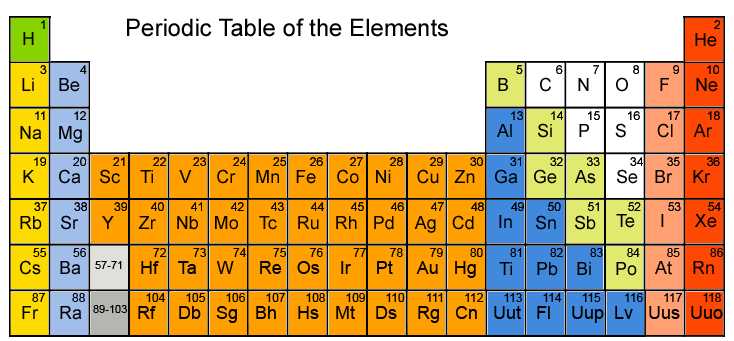 Periodic Table of the Elements
1 H 2 He
3 Li 4 Be 5 B 6 C 7 N 8 O 9 F 10 Ne
11 Na 12 Mg 13 Al 14 Si 15 P 16 S 17 Cl 18 Ar
19 K 20 Ca 21 Sc 22 Ti 23 V 24 Cr 25 Mn 26 Fe 27 Co 28 Ni 29 Cu 30 Zn 31 Ga 32 Ge 33 As 34 Se 35 Br 36 Kr
37 Rb 38 Sr 39 Y 40 Zr 41 Nb 42 Mo 43 Tc 44 Ru 45 Rh 46 Pd 47 Ag 48 Cd 49 In 50 Sn 51 Sb 52 Te 53 I 54 Xe
55 Cs 56 Ba 57-71 72 Hf 73 Ta 74 W 75 Re 76 Os 77 Ir 78 Pt 79 Au 80 Hg 81 Ti 82 Pb 83 Bi 84 Po 85 At 86 Rn
87 Fr 88 Ra 89-103 104 Rf 105 Db 106 Sg 107 Bh 108 Hs 109 Mt 110 Ds 111 Rg 112 Cn 113 Uut 114 Fl 115 Uup 116 Lv 117 Uus 118 Uuo